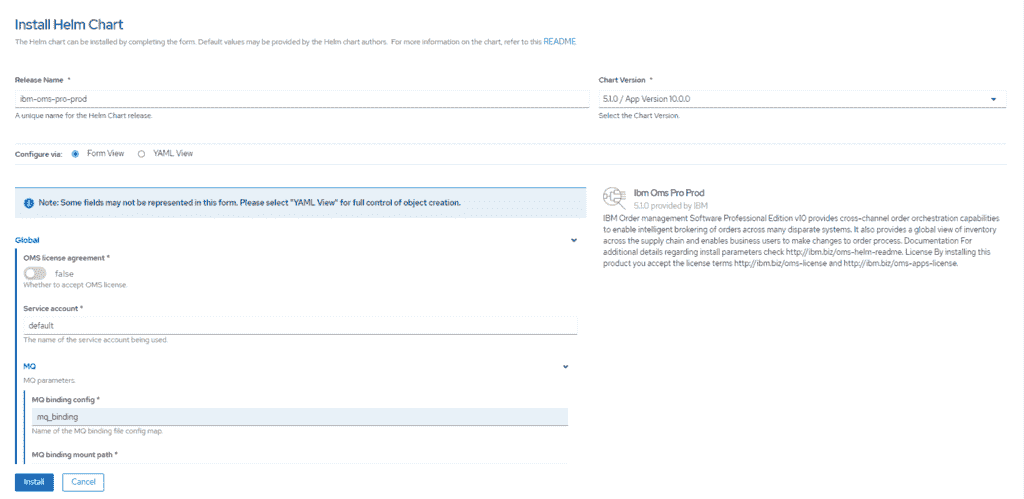 Install Helm Chart
The Helm chart can be installed by completing the form. Default values may be provided by the Helm chart authors. For more information on the chart, refer to this README
Release Name *
ibm-oms-pro-prod
A unique name for the Helm Chart release.
Chart Version *
5.1.0 / App Version 10.0.0
Select the Chart Version.
Configure via: Form View YAML View
Note: Some fields may not be represented in this form. Please select "YAML View" for full control of object creation.
Global
OMS license agreement *
false
Whether to accept OMS license.
Service account *
default
The name of the service account being used.
MQ
MQ parameters.
MQ binding config *
mq_binding
Name of the MQ binding file config map.
MQ binding mount path *
Install Cancel
Ibm Oms Pro Prod
5.1.0 provided by IBM
IBM Order management Software Professional Edition v10 provides cross-channel order orchestration capabilities
to enable intelligent brokering of orders across many disparate systems. It also provides a global view of inventory
across the supply chain and enables business users to make changes to order process. Documentation For
additional details regarding install parameters check http://ibm.biz/oms-helm-readme. License By installing this
product you accept the license terms http://ibm.biz/oms-license and http://ibm.biz/oms-apps-license.